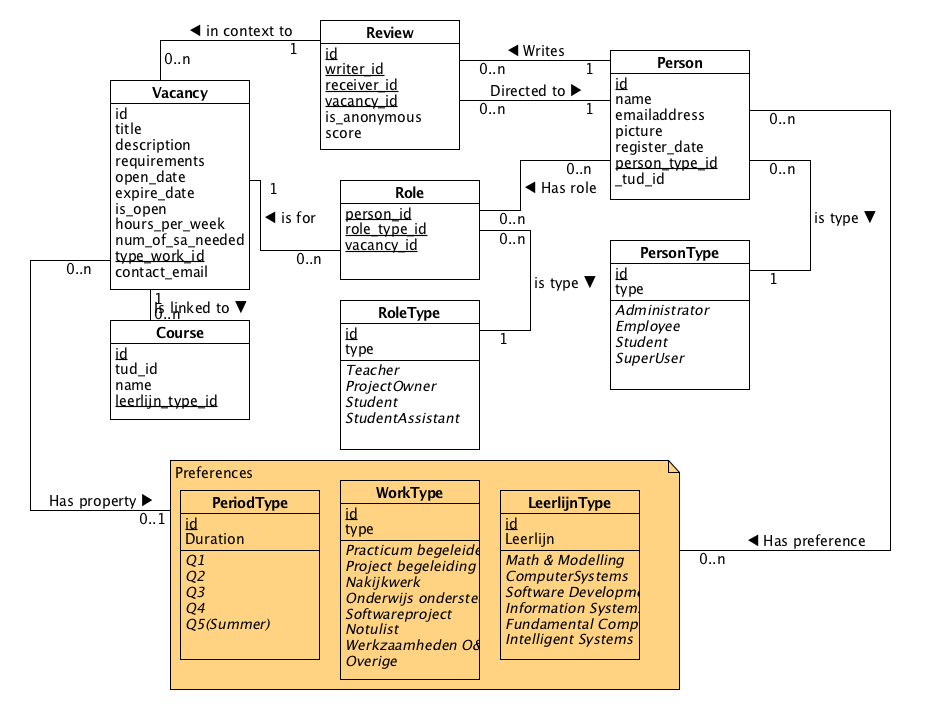 ◀ in context to
1
0..n
Review
id
writer_id
receiver_id
vacancy_id
is_anonymous
score
◀ Writes
0..n
1
Directed to ▶
0..n
1
Person
id
name
emailaddress
picture
register_date
person_type_id
_tud_id
0..n
0..n
Vacancy
id
title
description
requirements
open_date
expire_date
is_open
hours_per_week
num_of_sa_needed
type_work_id
contact_email
1
◀ is for
0..n
Role
person_id
role_type_id
vacancy_id
0..n
◀ Has role
0..n
0..n
is type ▼
1
is type ▼
1
PersonType
id
type
Administrator
Employee
Student
SuperUser
0..n
1
Is linked to ▼
0..n
Course
id
tud_id
name
leerlijn_type_id
RoleType
id
type
Teacher
ProjectOwner
Student
StudentAssistant
Has property ▶
0..1
Preferences
PeriodType
id
Duration
Q1
Q2
Q3
Q4
Q5(Summer)
WorkType
id
type
Practicum begeleide
Project begeleiding
Nakijkwerk
Onderwijs onderste
Softwareproject
Notulist
Werkzaamheden O&
Overige
LeerlijnType
id
Leerlijn
Math & Modelling
ComputerSystems
Software Developm
Information System
Fundamental Comp
Intelligent Systems
◀ Has preference
0..n